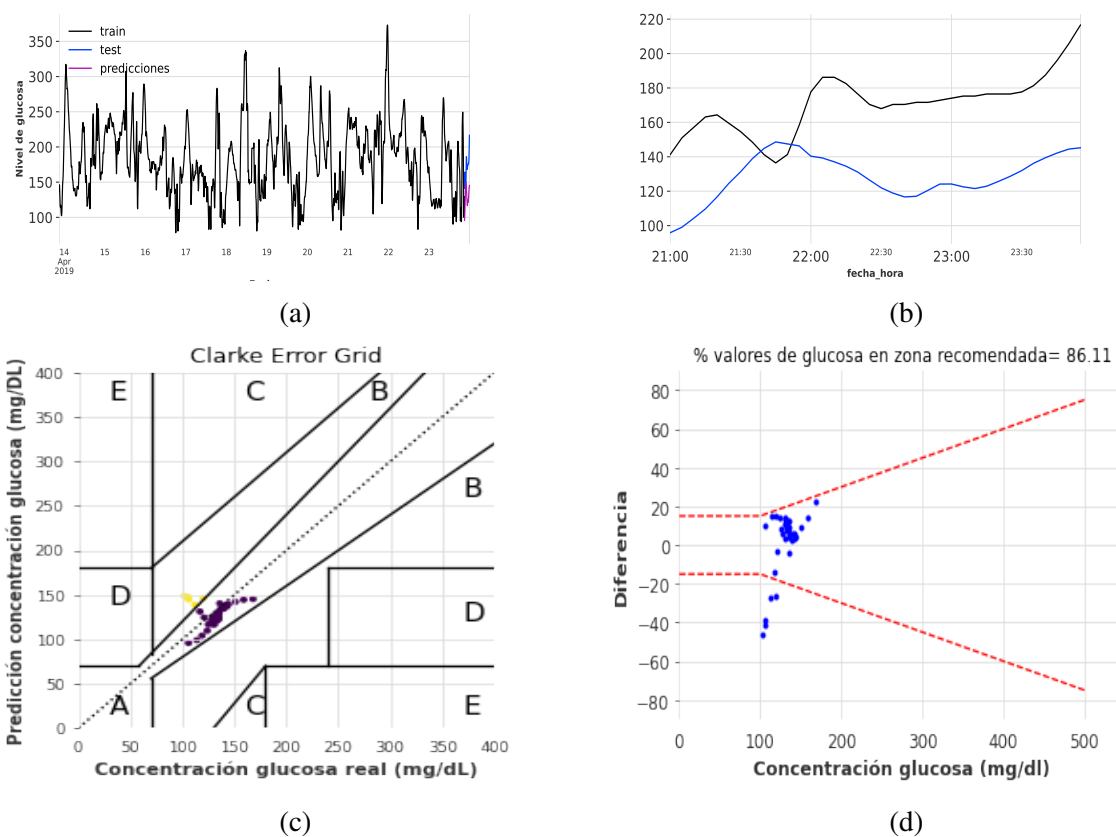 train
test
predicciones
Nivel de glucosa
350
300
250
200
150
100
14 15 16 17 18 19 20 21 22 23
Apr
2019
(a)
220
200
180
160
140
120
100
21:00 21:30 22:00 22:30 23:00 23:30
fecha_hora
(b)
Clarke Error Grid
Predicción concentración glucosa (mg/DL)
400
350
300
250
200
150
100
50
0
E C B
B
D
D
A C E
0 50 100 150 200 250 300 350 400
Concentración glucosa real (mg/dL)
(c)
% valores de glucosa en zona recomendada= 86.11
Diferencia
80
60
40
20
0
−20
−40
−60
−80
0 100 200 300 400 500
Concentración glucosa (mg/dl)
(d)